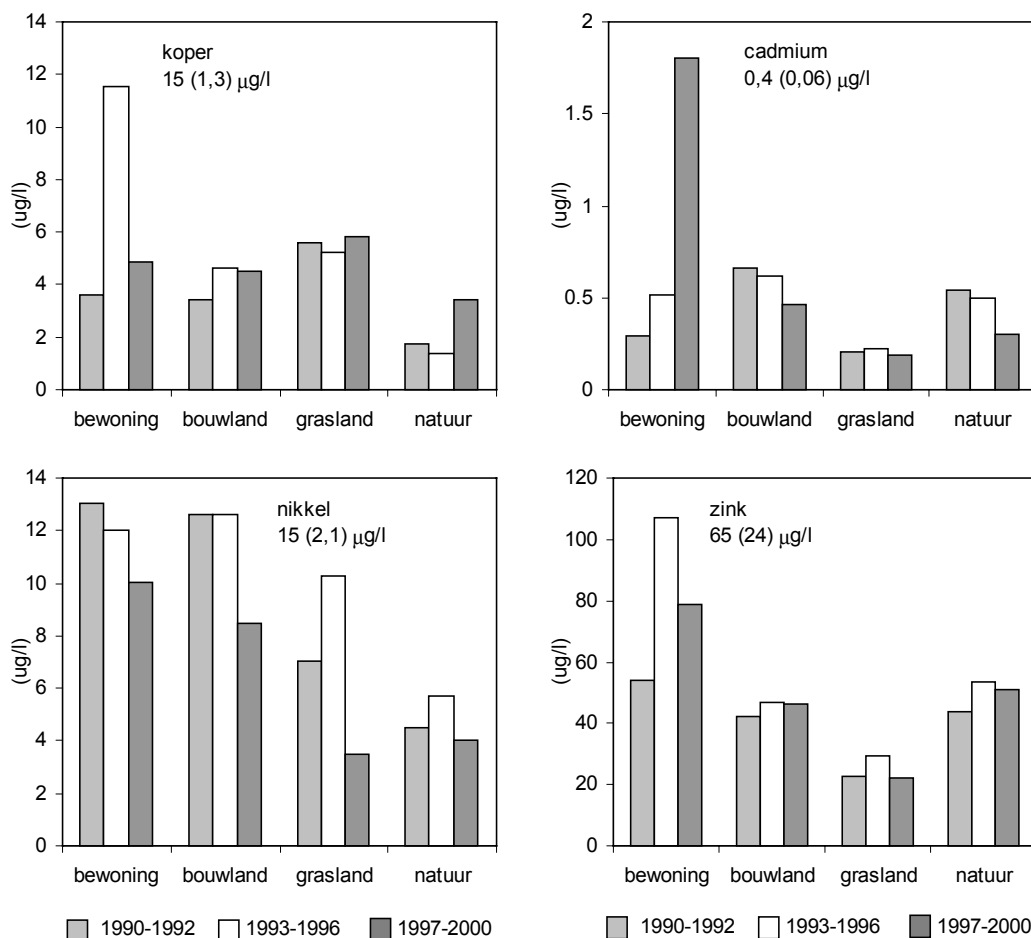 koper
15 (1,3) µg/l
(ug/l)
14
12
10
8
6
4
2
0
bewoning bouwland grasland natuur
cadmium
0,4 (0,06) µg/l
(ug/l)
2
1.5
1
0.5
0
bewoning bouwland grasland natuur
nikkel
15 (2,1) µg/l
(ug/l)
14
12
10
8
6
4
2
0
bewoning bouwland grasland natuur
1990-1992 1993-1996 1997-2000
zink
65 (24) µg/l
(ug/l)
120
100
80
60
40
20
0
bewoning bouwland grasland natuur
1990-1992 1993-1996 1997-2000